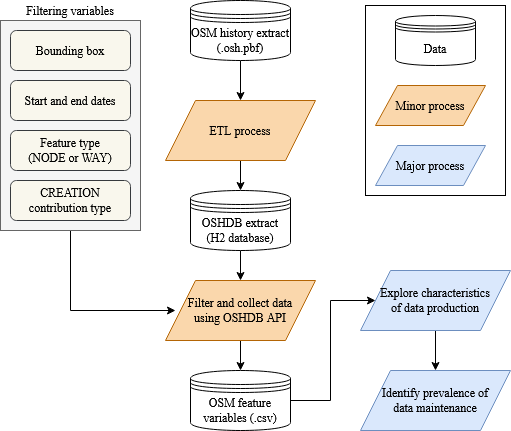 Filtering variables
Bounding box
Start and end dates
Feature type
(NODE or WAY)
CREATION
contribution type
OSM history extract
(.osh.pbf)
ETL process
OSHDB extract
(H2 database)
Filter and collect data
using OSHDB API
OSM feature
variables (.csv)
Data
Minor process
Major process
Explore characteristics
of data production
Identify prevalence of
data maintenance